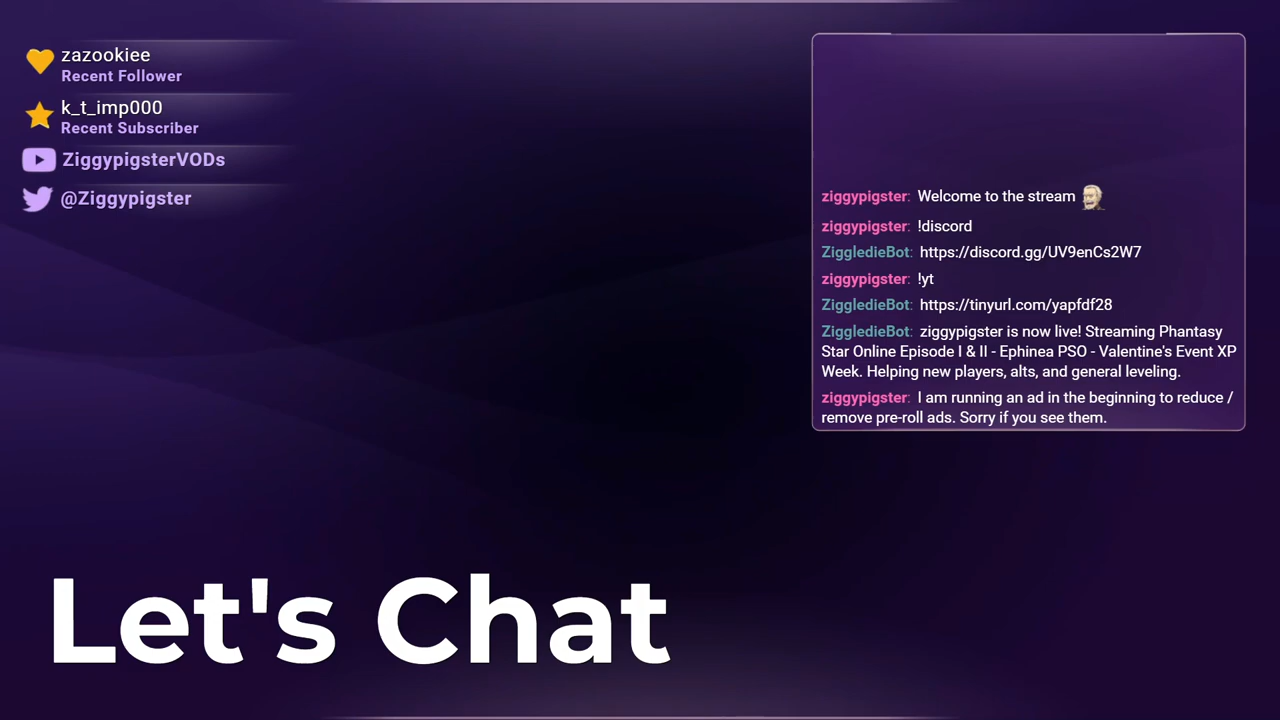 zazookiee
Recent Follower
k_t_imp000
Recent Subscriber
ZiggypigsterVODs
@Ziggypigster
ziggypigster: Welcome to the stream
ziggypigster: !discord
ZiggledieBot: https://discord.gg/UV9enCs2W7
ziggypigster: !yt
ZiggledieBot: https://tinyurl.com/yapfdf28
ZiggledieBot: ziggypigster is now live! Streaming Phantasy
Star Online Episode I & II - Ephinea PSO - Valentine's Event XP
Week. Helping new players, alts, and general leveling.
ziggypigster: I am running an ad in the beginning to reduce /
remove pre-roll ads. Sorry if you see them.
Let's Chat